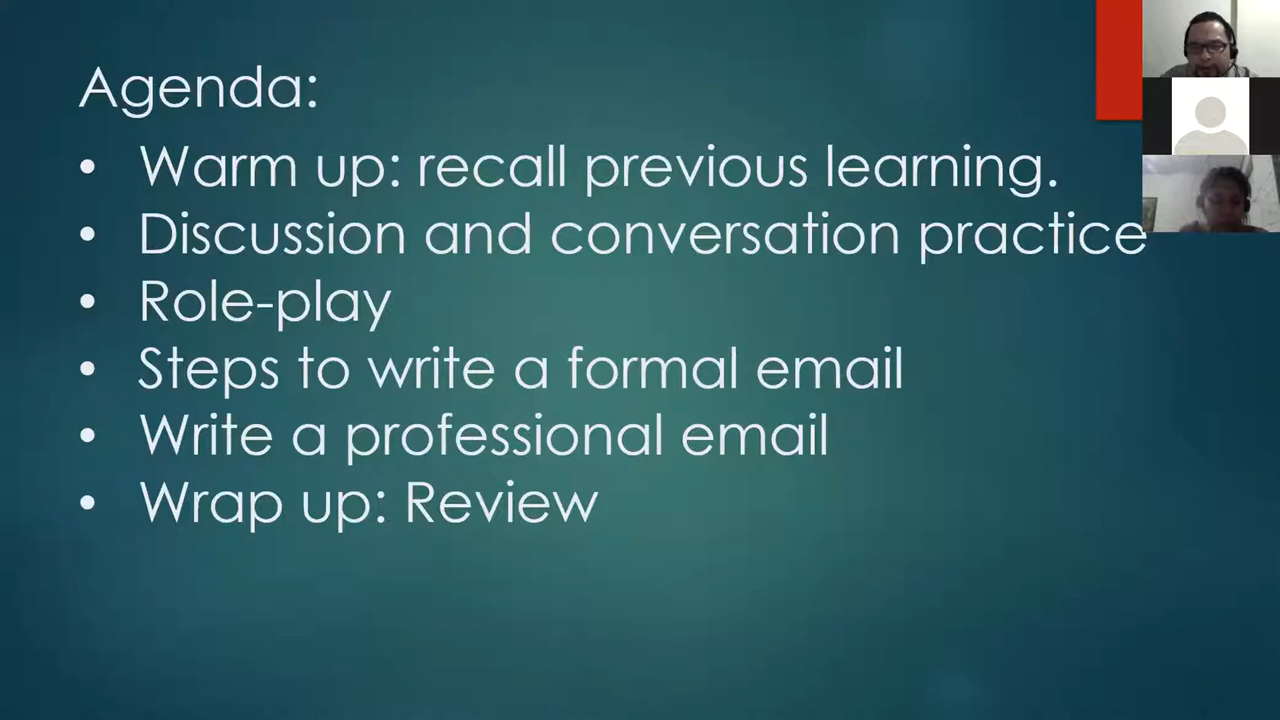 Agenda:
• Warm up: recall previous learning.
• Discussion and conversation practice
• Role-play
• Steps to write a formal email
• Write a professional email
• Wrap up: Review